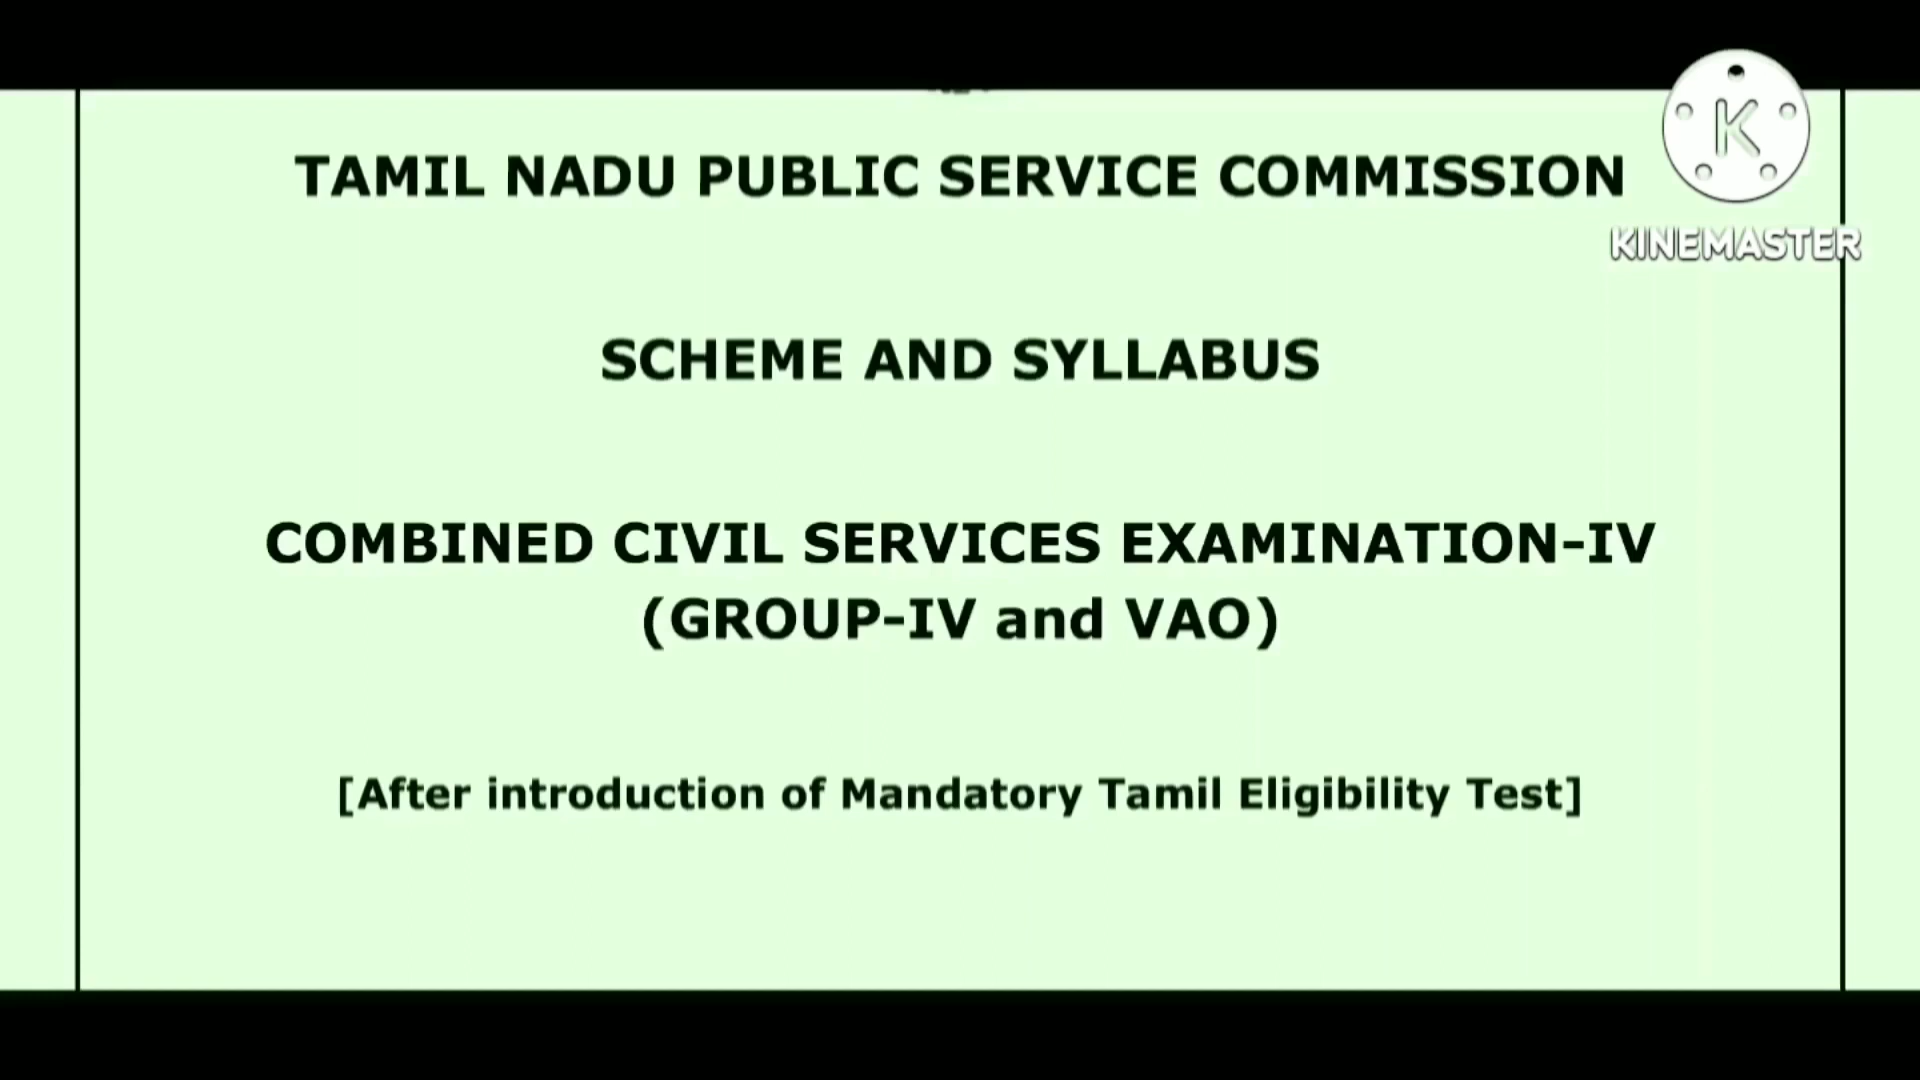 TAMIL NADU PUBLIC SERVICE COMMISSION
K
KINEMASTER
SCHEME AND SYLLABUS
COMBINED CIVIL SERVICES EXAMINATION-IV
(GROUP-IV and VAO)
[After introduction of Mandatory Tamil Eligibility Test]